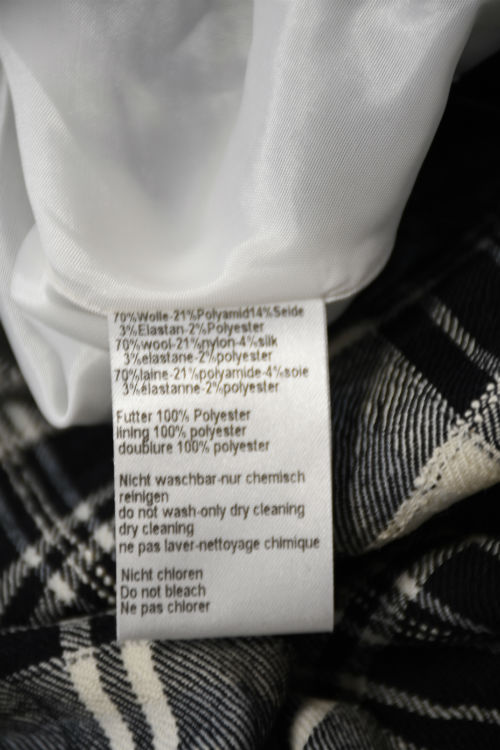 70%Wolle-21%Polyamid14%Seide
3%Elastan-2%Polyester
70%wool-21%nylon-4%silk
3%elastane-2%polyester
70%laine-21%polyamide-4%soie
3%élastanne-2%polyester
Futter 100% Polyester
lining 100% polyester
doublure 100% polyester
Nicht waschbar-nur chemisch
reinigen
do not wash-only dry cleaning
dry cleaning
ne pas laver-nettoyage chimique
Nicht chloren
Do not bleach
Ne pas chlorer